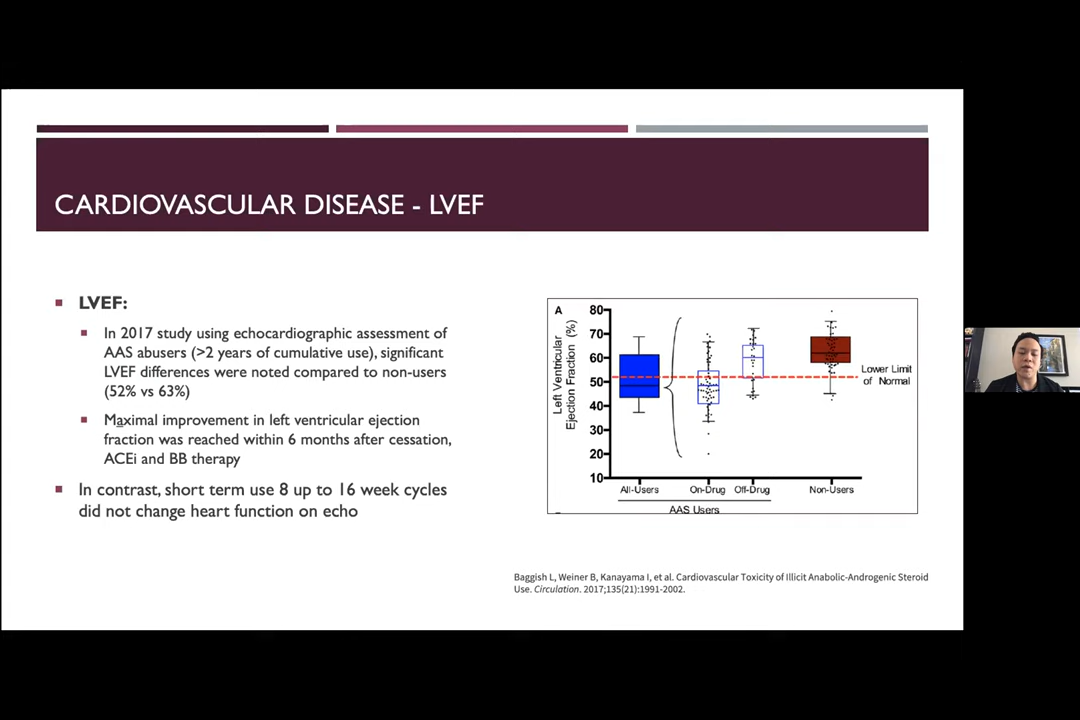 CARDIOVASCULAR DISEASE - LVEF
LVEF:
In 2017 study using echocardiographic assessment of
AAS abusers (>2 years of cumulative use), significant
LVEF differences were noted compared to non-users
(52% vs 63%)
Maximal improvement in left ventricular ejection
fraction was reached within 6 months after cessation,
ACEi and BB therapy
In contrast, short term use 8 up to 16 week cycles
did not change heart function on echo
A
Left Ventricular
Ejection Fraction (%)
80
70
60
50
40
30
20
10
Lower Limit
of Normal
All-Users
On-Drug
Off-Drug
Non-Users
AAS Users
Baggish L, Weiner B, Kanayama I, et al. Cardiovascular Toxicity of Illicit Anabolic-Androgenic Steroid
Use. Circulation. 2017;135(21):1991-2002.